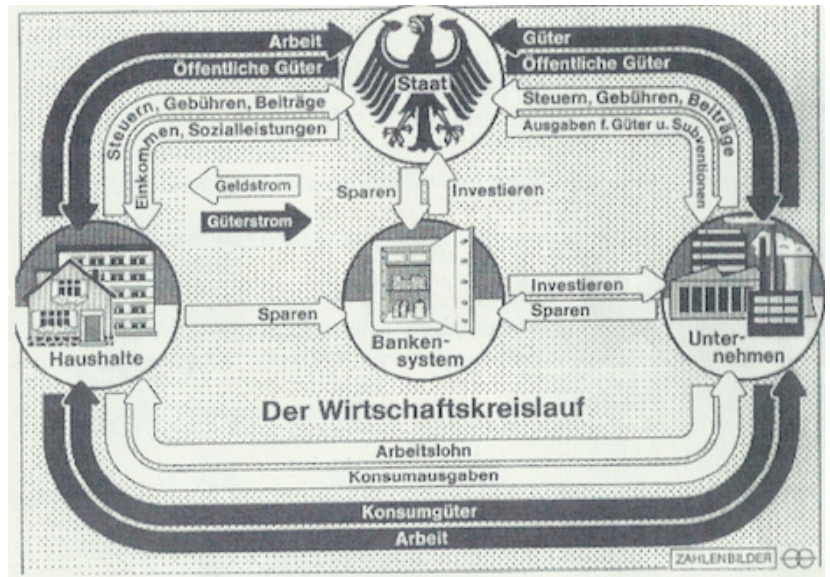 Arbeit
Öffentliche Güter
Steuern, Gebühren, Beiträge
Einkommen, Sozialleistungen
Staat
Güter
Öffentliche Güter
Steuern, Gebühren, Beiträge
Ausgaben f. Güter u. Subventionen
Geldstrom
Güterstrom
Sparen
Investieren
Haushalte
Sparen
Banken-
system
Investieren
Sparen
Unter-
nehmen
Der Wirtschaftskreislauf
Arbeitslohn
Konsumausgaben
Konsumgüter
Arbeit
ZAHLENBILDER